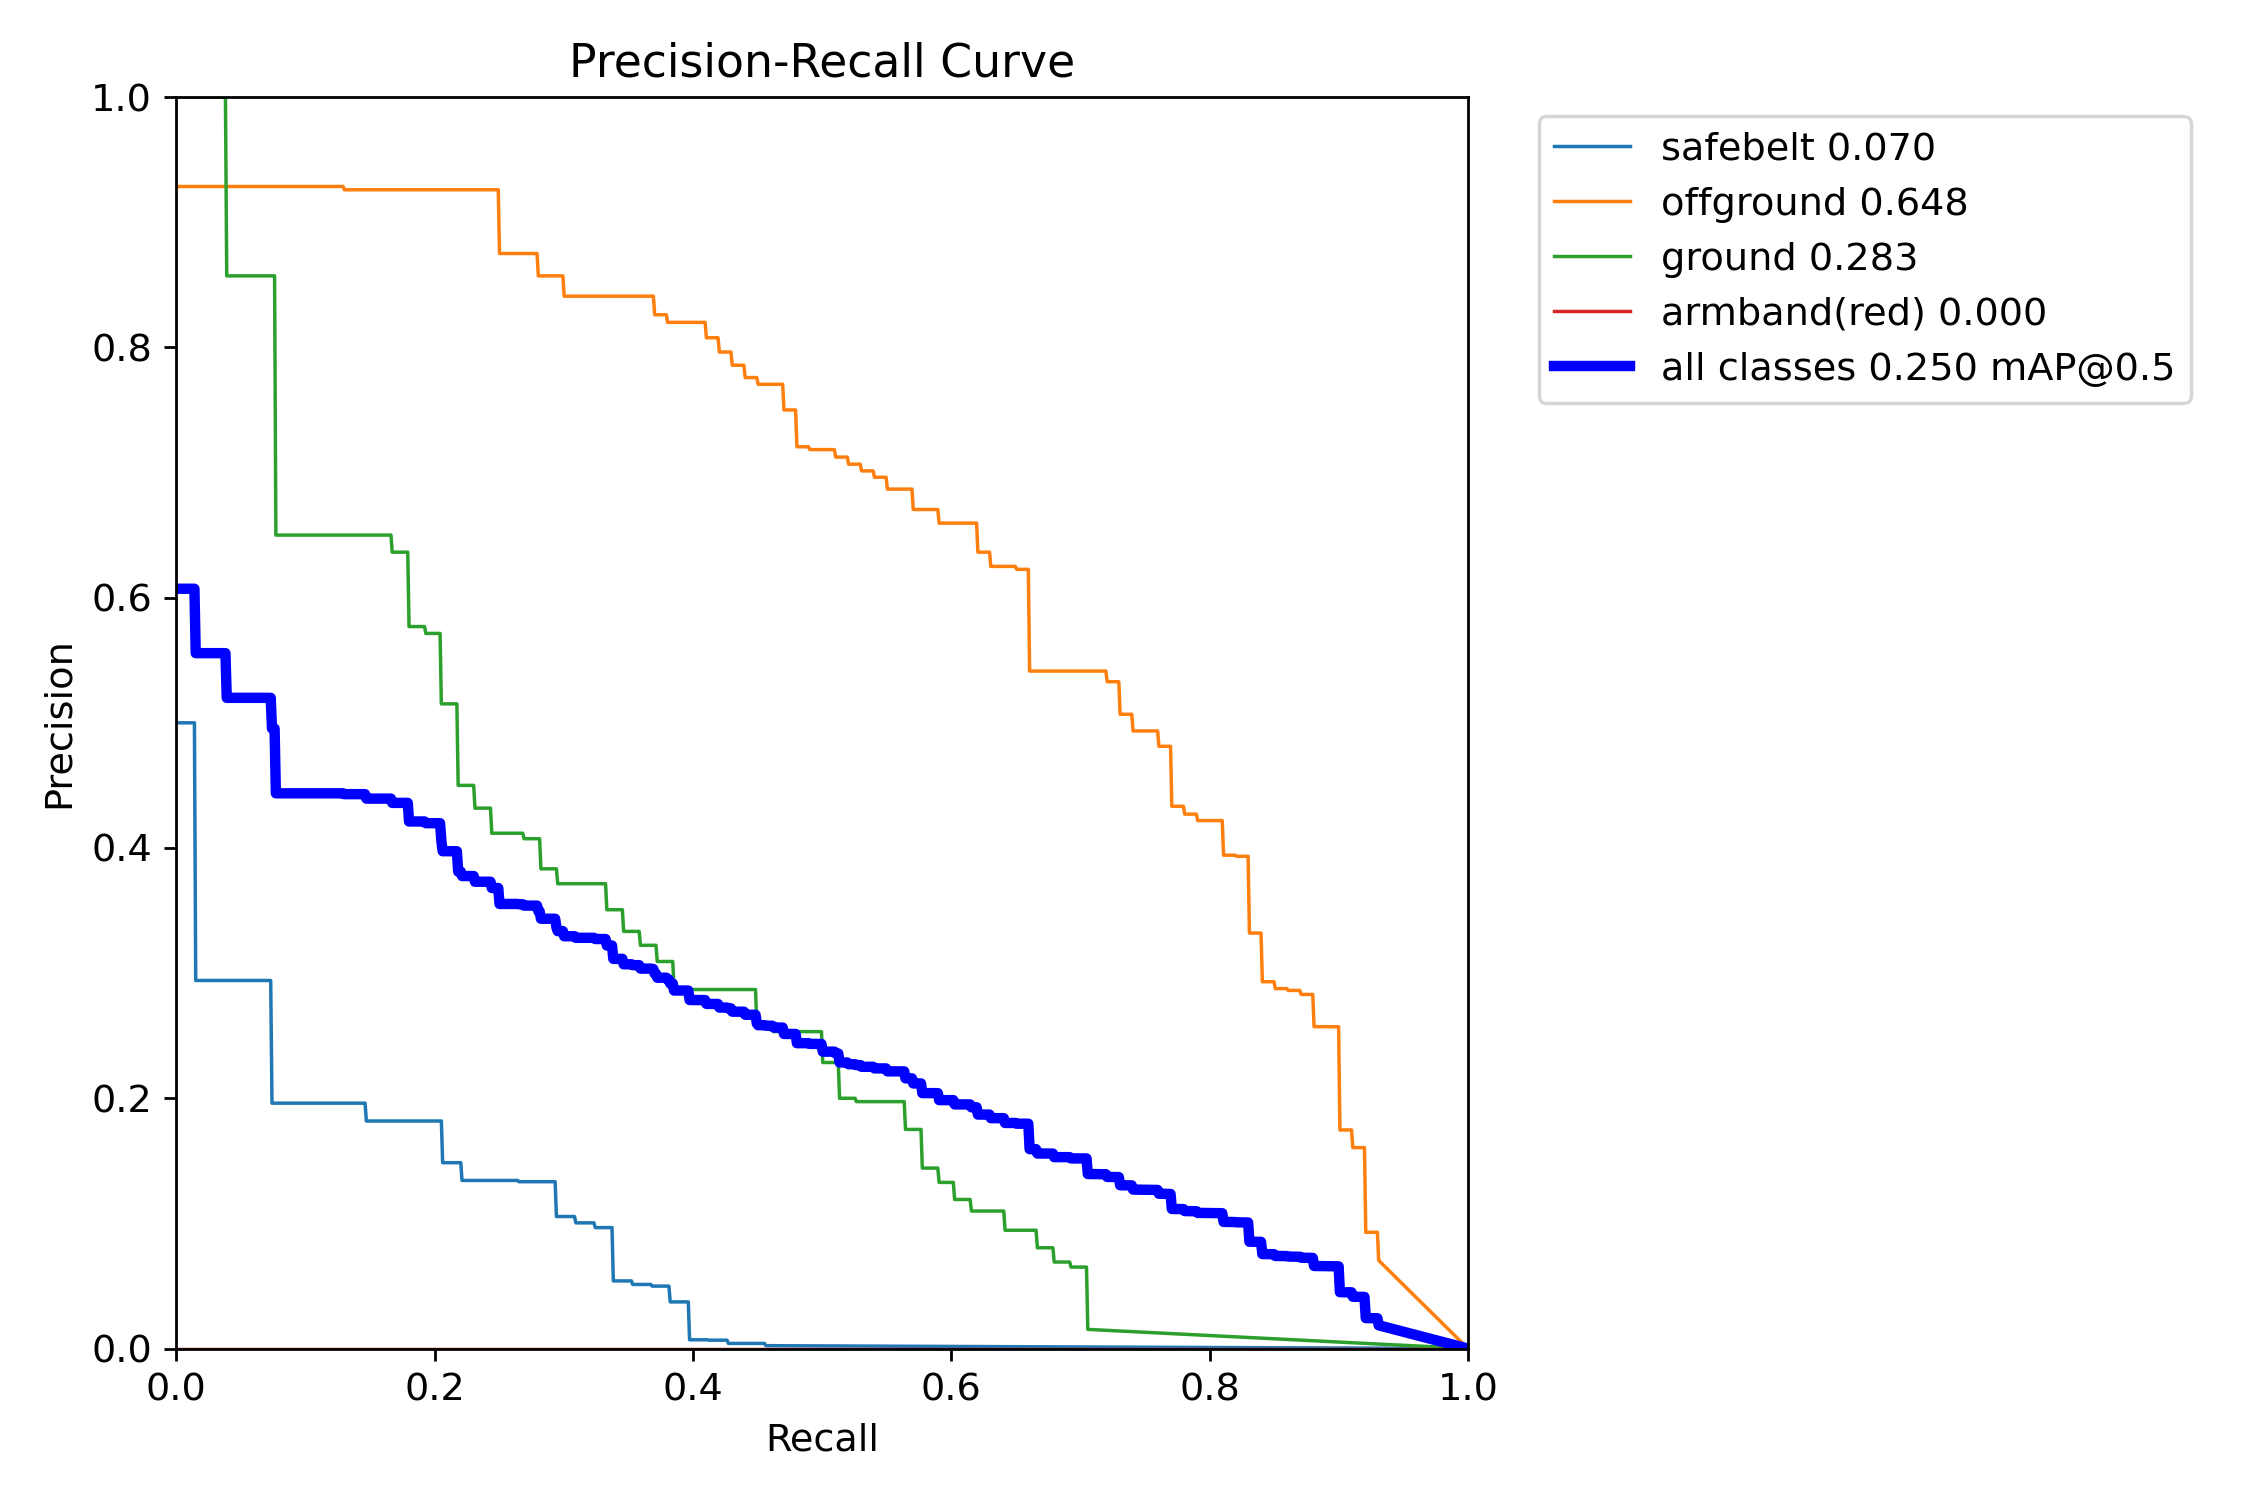 Precision-Recall Curve
safebelt 0.070
offground 0.648
ground 0.283
armband(red) 0.000
all classes 0.250 mAP@0.5
Precision
1.0
0.8
0.6
0.4
0.2
0.0
0.0 0.2 0.4 0.6 0.8 1.0
Recall